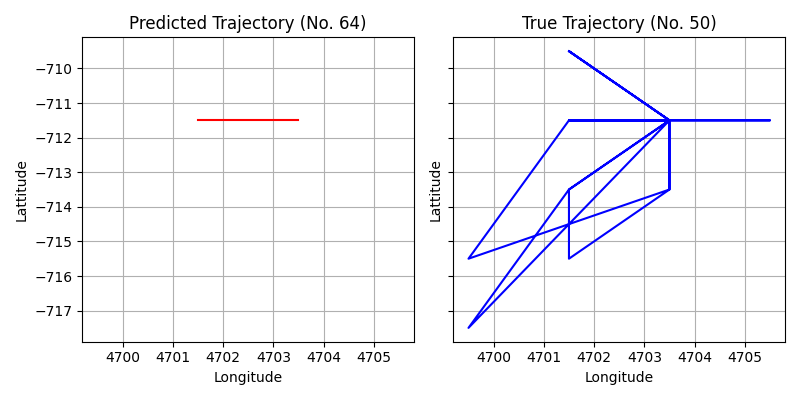 Predicted Trajectory (No. 64)
True Trajectory (No. 50)
−710
−711
−712
−713
−714
−715
−716
−717
Lattitude
Lattitude
4700 4701 4702 4703 4704 4705
4700 4701 4702 4703 4704 4705
Longitude
Longitude